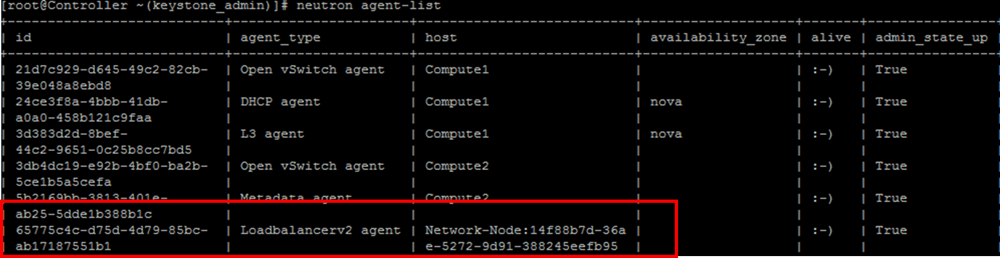 [root@Controller ~(keystone_admin)]# neutron agent-list
+----------------------------+-----------------------+----------------------------+-------------------+-------+----------------
| id                         | agent_type            | host                       | availability_zone | alive | admin_state_up |
+----------------------------+-----------------------+----------------------------+-------------------+-------+----------------
| 21d7c929-d645-49c2-82cb-   | Open vSwitch agent    | Compute1                   |                   | :-)   | True
| 39e048a8ebd8               |                       |                            |                   |       |
| 24ce3f8a-4bbb-41db-        | DHCP agent            | Compute1                   | nova              | :-)   | True
| a0a0-458b121c9faa          |                       |                            |                   |       |
| 3d383d2d-8bef-             | L3 agent              | Compute1                   | nova              | :-)   | True
| 44c2-9651-0c25b8cc7bd5     |                       |                            |                   |       |
| 3db4dc19-e92b-4bf0-ba2b-   | Open vSwitch agent    | Compute2                   |                   | :-)   | True
| 5ce1b5a5cefa               |                       |                            |                   |       |
| 5b2169bb-3813-401e-        | Metadata agent        | Compute2                   |                   | :-)   | True
| ab25-5dde1b388b1c          |                       |                            |                   |       |
| 65775c4c-d75d-4d79-85bc-   | Loadbalancerv2 agent  | Network-Node:14f88b7d-36a  |                   | :-)   | True
| ab17187551b1               |                       | e-5272-9d91-388245eefb95   |                   |       |